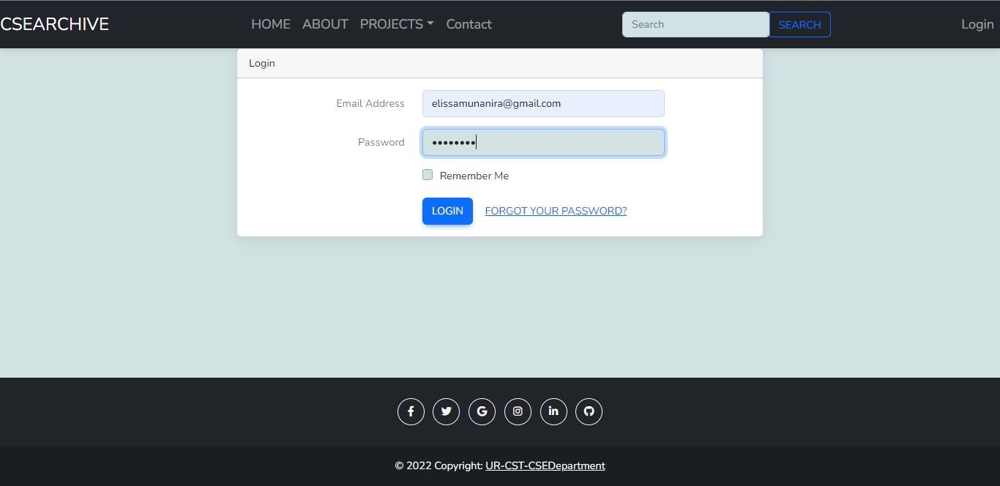 CSEARCHIVE HOME ABOUT PROJECTS Contact Search SEARCH Login
Login
Email Address elissamunanira@gmail.com
Password ••••••••
Remember Me
LOGIN FORGOT YOUR PASSWORD?
© 2022 Copyright: UR-CST-CSEDepartment